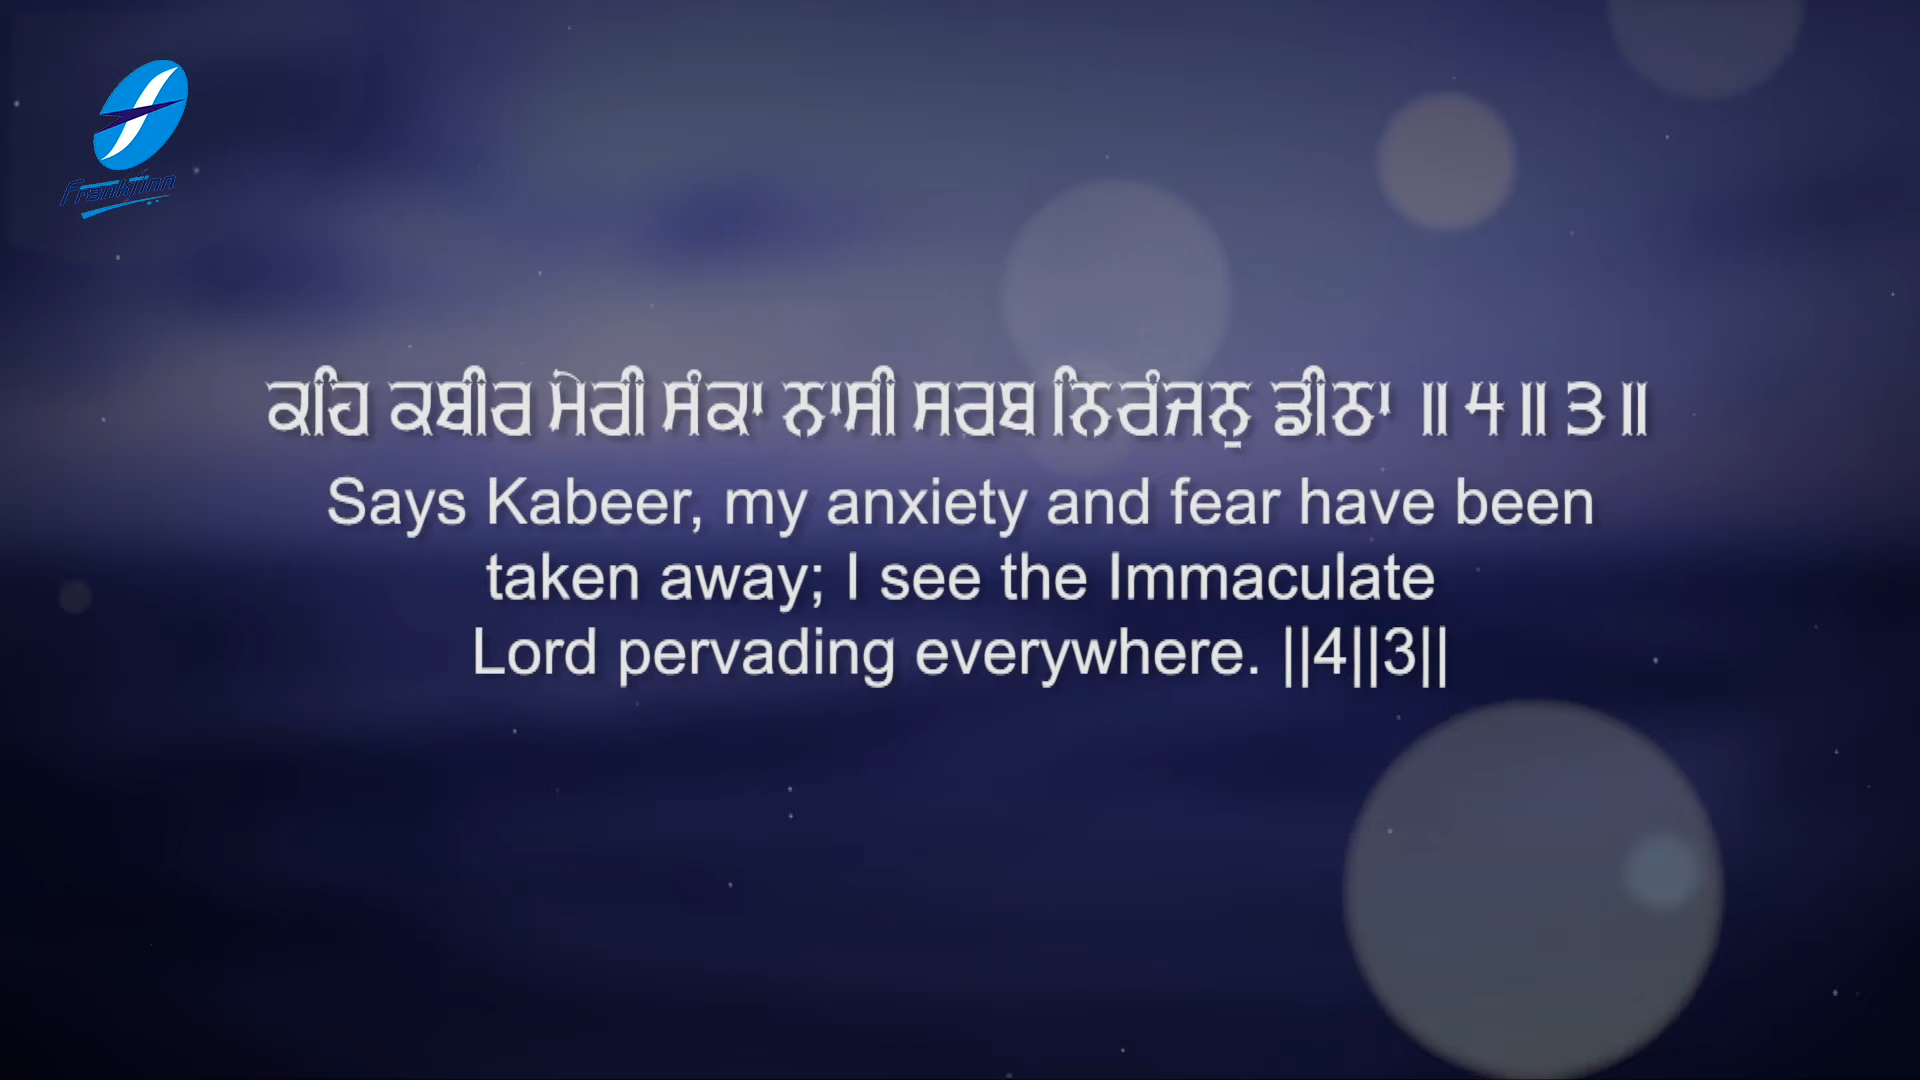 Frankfinn
ਕਹਿ ਕਬੀਰ ਮੇਰੀ ਸੰਕਾ ਨਾਸੀ ਸਰਬ ਨਿਰੰਜਨੁ ਡੀਠਾ ॥੪॥੩॥
Says Kabeer, my anxiety and fear have been
taken away; I see the Immaculate
Lord pervading everywhere. ||4||3||